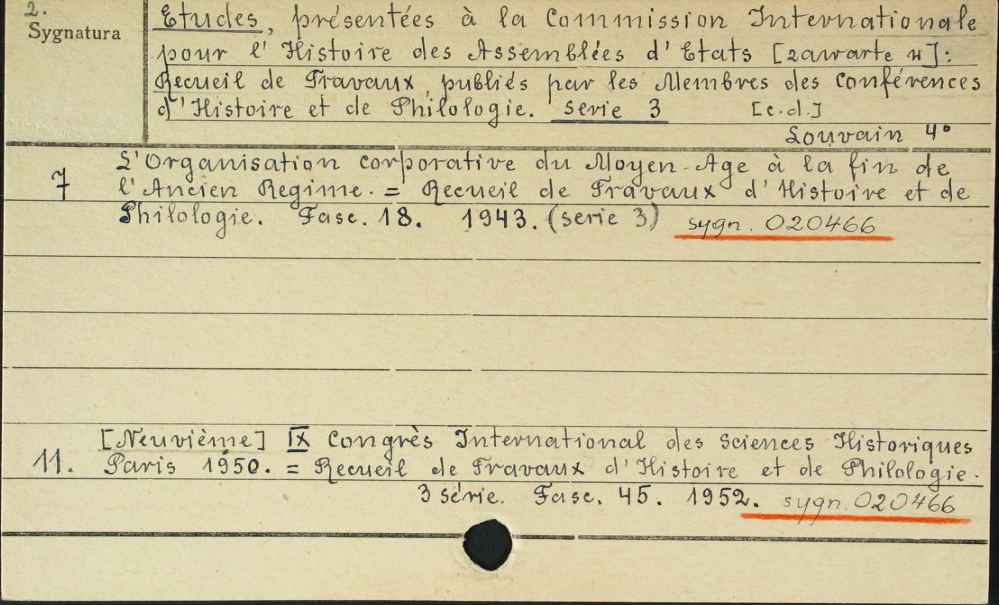 2.
Sygnatura
Etudes, présentées à la Commission Internationale
pour l'Histoire des Assemblées d'Etats [zawarte w]:
Recueil de Travaux, publiés par les Membres des Conférences
d'Histoire et de Philologie. serie 3 [c.d.]
Louvain 4°
7 L'Organisation corporative du Moyen-Age à la fin de
l'Ancien Regime. = Recueil de Travaux d'Histoire et de
Philologie. Fasc. 18. 1943. (serie 3) sygn. 020466
[Neuvième] IX Congrès International des Sciences Historiques
11. Paris 1950. = Recueil de Travaux d'Histoire et de Philologie.
3 série. Fasc. 45. 1952. sygn. 020466